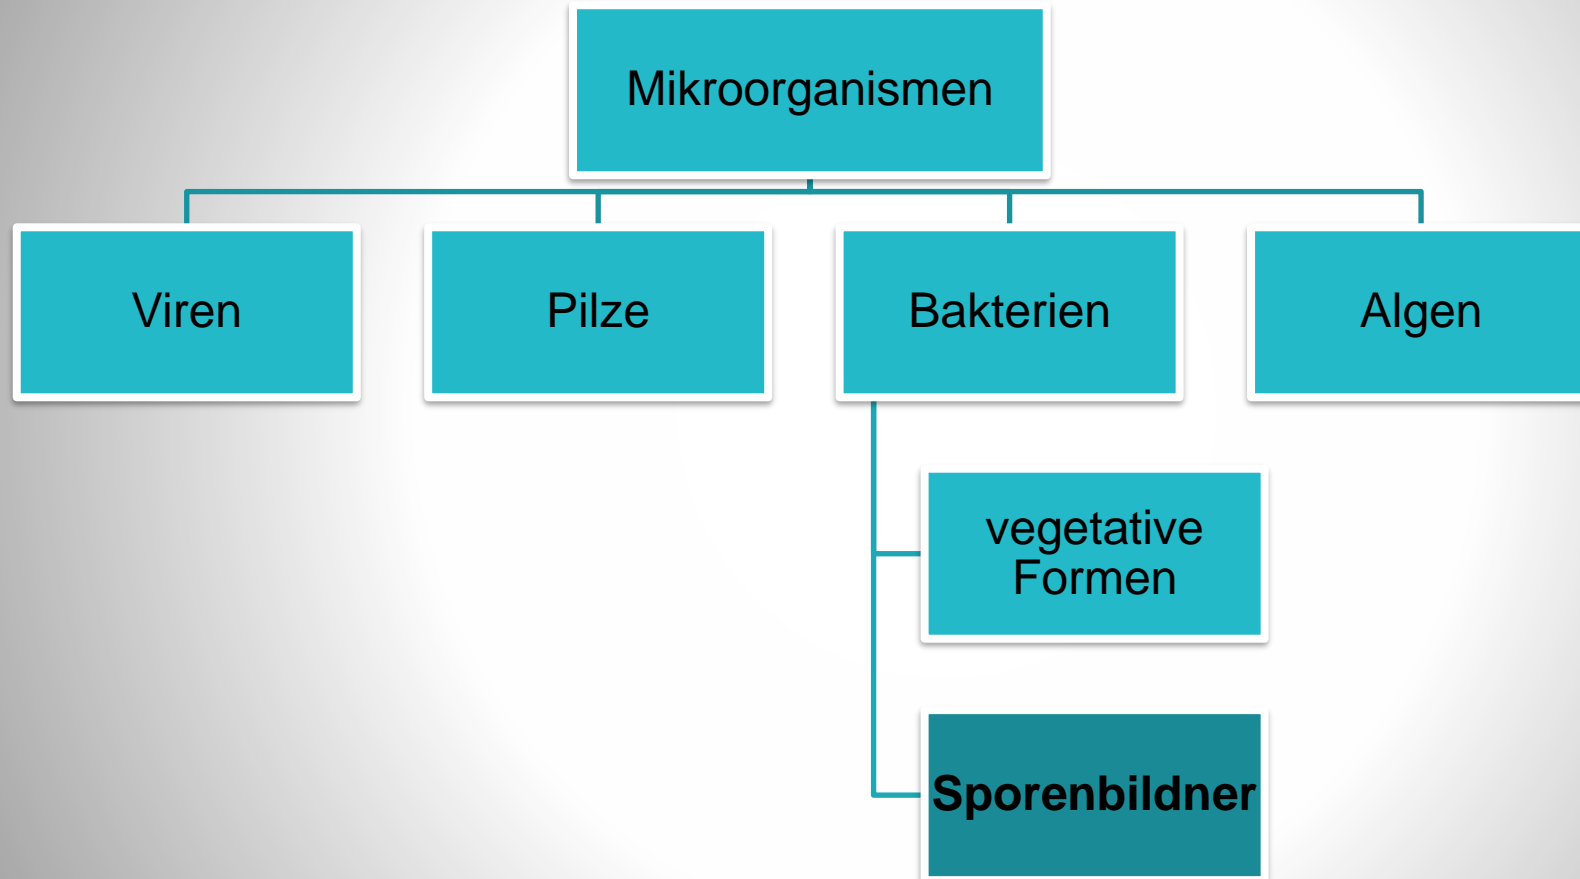 Mikroorganismen
Viren
Pilze
Bakterien
Algen
vegetative
Formen
Sporenbildner